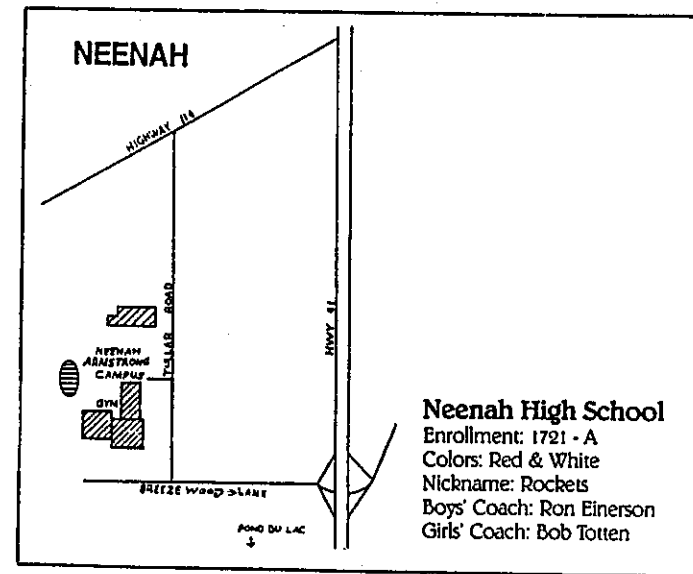 NEENAH
HIGHWAY 114
TULLAR ROAD
HWY 41
NEENAH
ARMSTRONG
CAMPUS
GYM
BREEZEWOOD LANE
FOND DU LAC
Neenah High School
Enrollment: 1721 - A
Colors: Red & White
Nickname: Rockets
Boys' Coach: Ron Einerson
Girls' Coach: Bob Totten